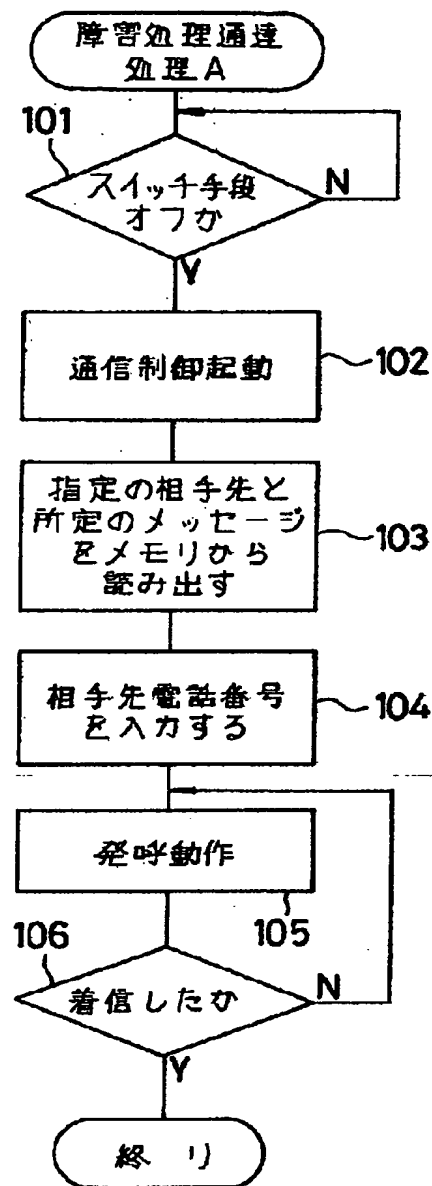 障害処理通達
処理A
101
スイッチ手段
オフか
N
Y
通信制御起動
102
指定の相手先と
所定のメッセージ
をメモリから
読み出す
103
相手先電話番号
を入力する
104
発呼動作
105
106
着信したか
N
Y
終り